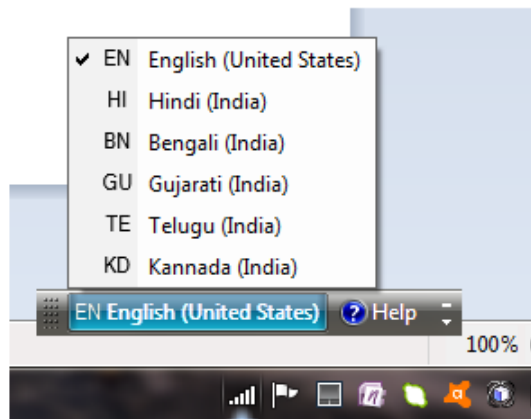 EN English (United States)
HI Hindi (India)
BN Bengali (India)
GU Gujarati (India)
TE Telugu (India)
KD Kannada (India)
EN English (United States) ? Help
100%